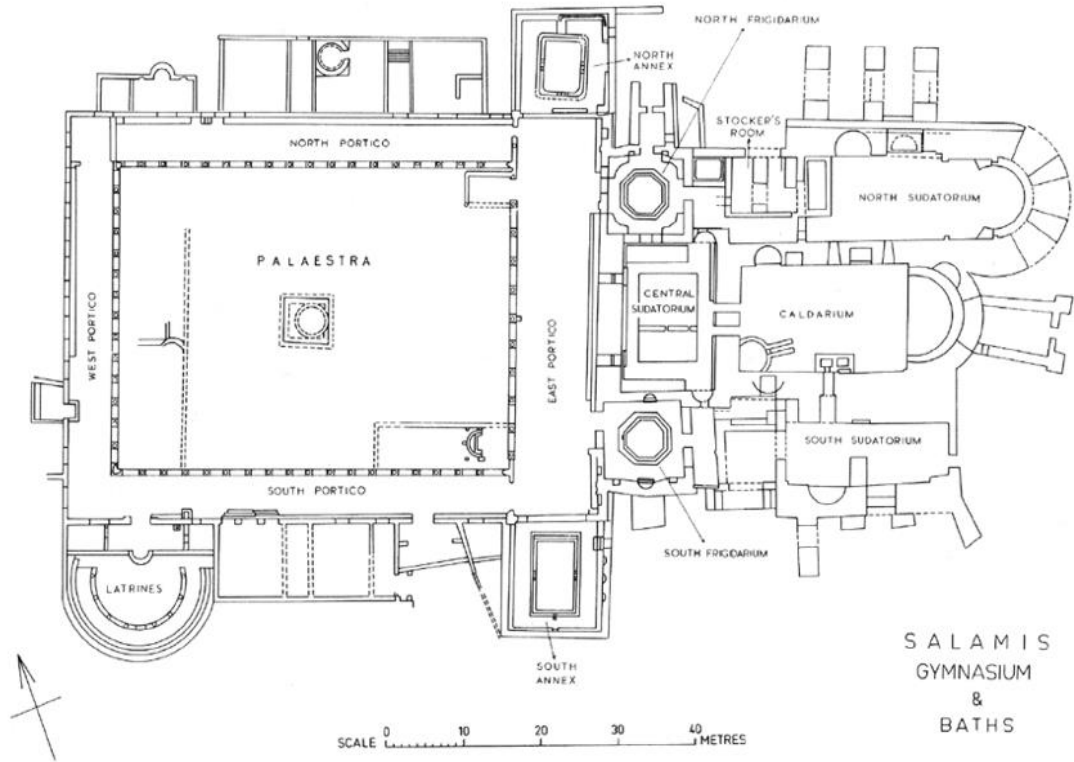 NORTH FRIGIDARIUM
NORTH
ANNEX
STOCKER'S
ROOM
NORTH PORTICO
NORTH SUDATORIUM
PALAESTRA
WEST PORTICO
EAST PORTICO
CENTRAL
SUDATORIUM
CALDARIUM
SOUTH SUDATORIUM
SOUTH PORTICO
SOUTH FRIGIDARIUM
LATRINES
SOUTH
ANNEX
SALAMIS
GYMNASIUM
&
BATHS
0 10 20 30 40
SCALE METRES